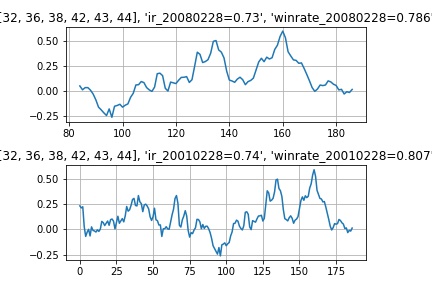 [32, 36, 38, 42, 43, 44], 'ir_20080228=0.73', 'winrate_20080228=0.786'
0.50
0.25
0.00
−0.25
80 100 120 140 160 180
[32, 36, 38, 42, 43, 44], 'ir_20010228=0.74', 'winrate_20010228=0.807'
0.50
0.25
0.00
−0.25
0 25 50 75 100 125 150 175